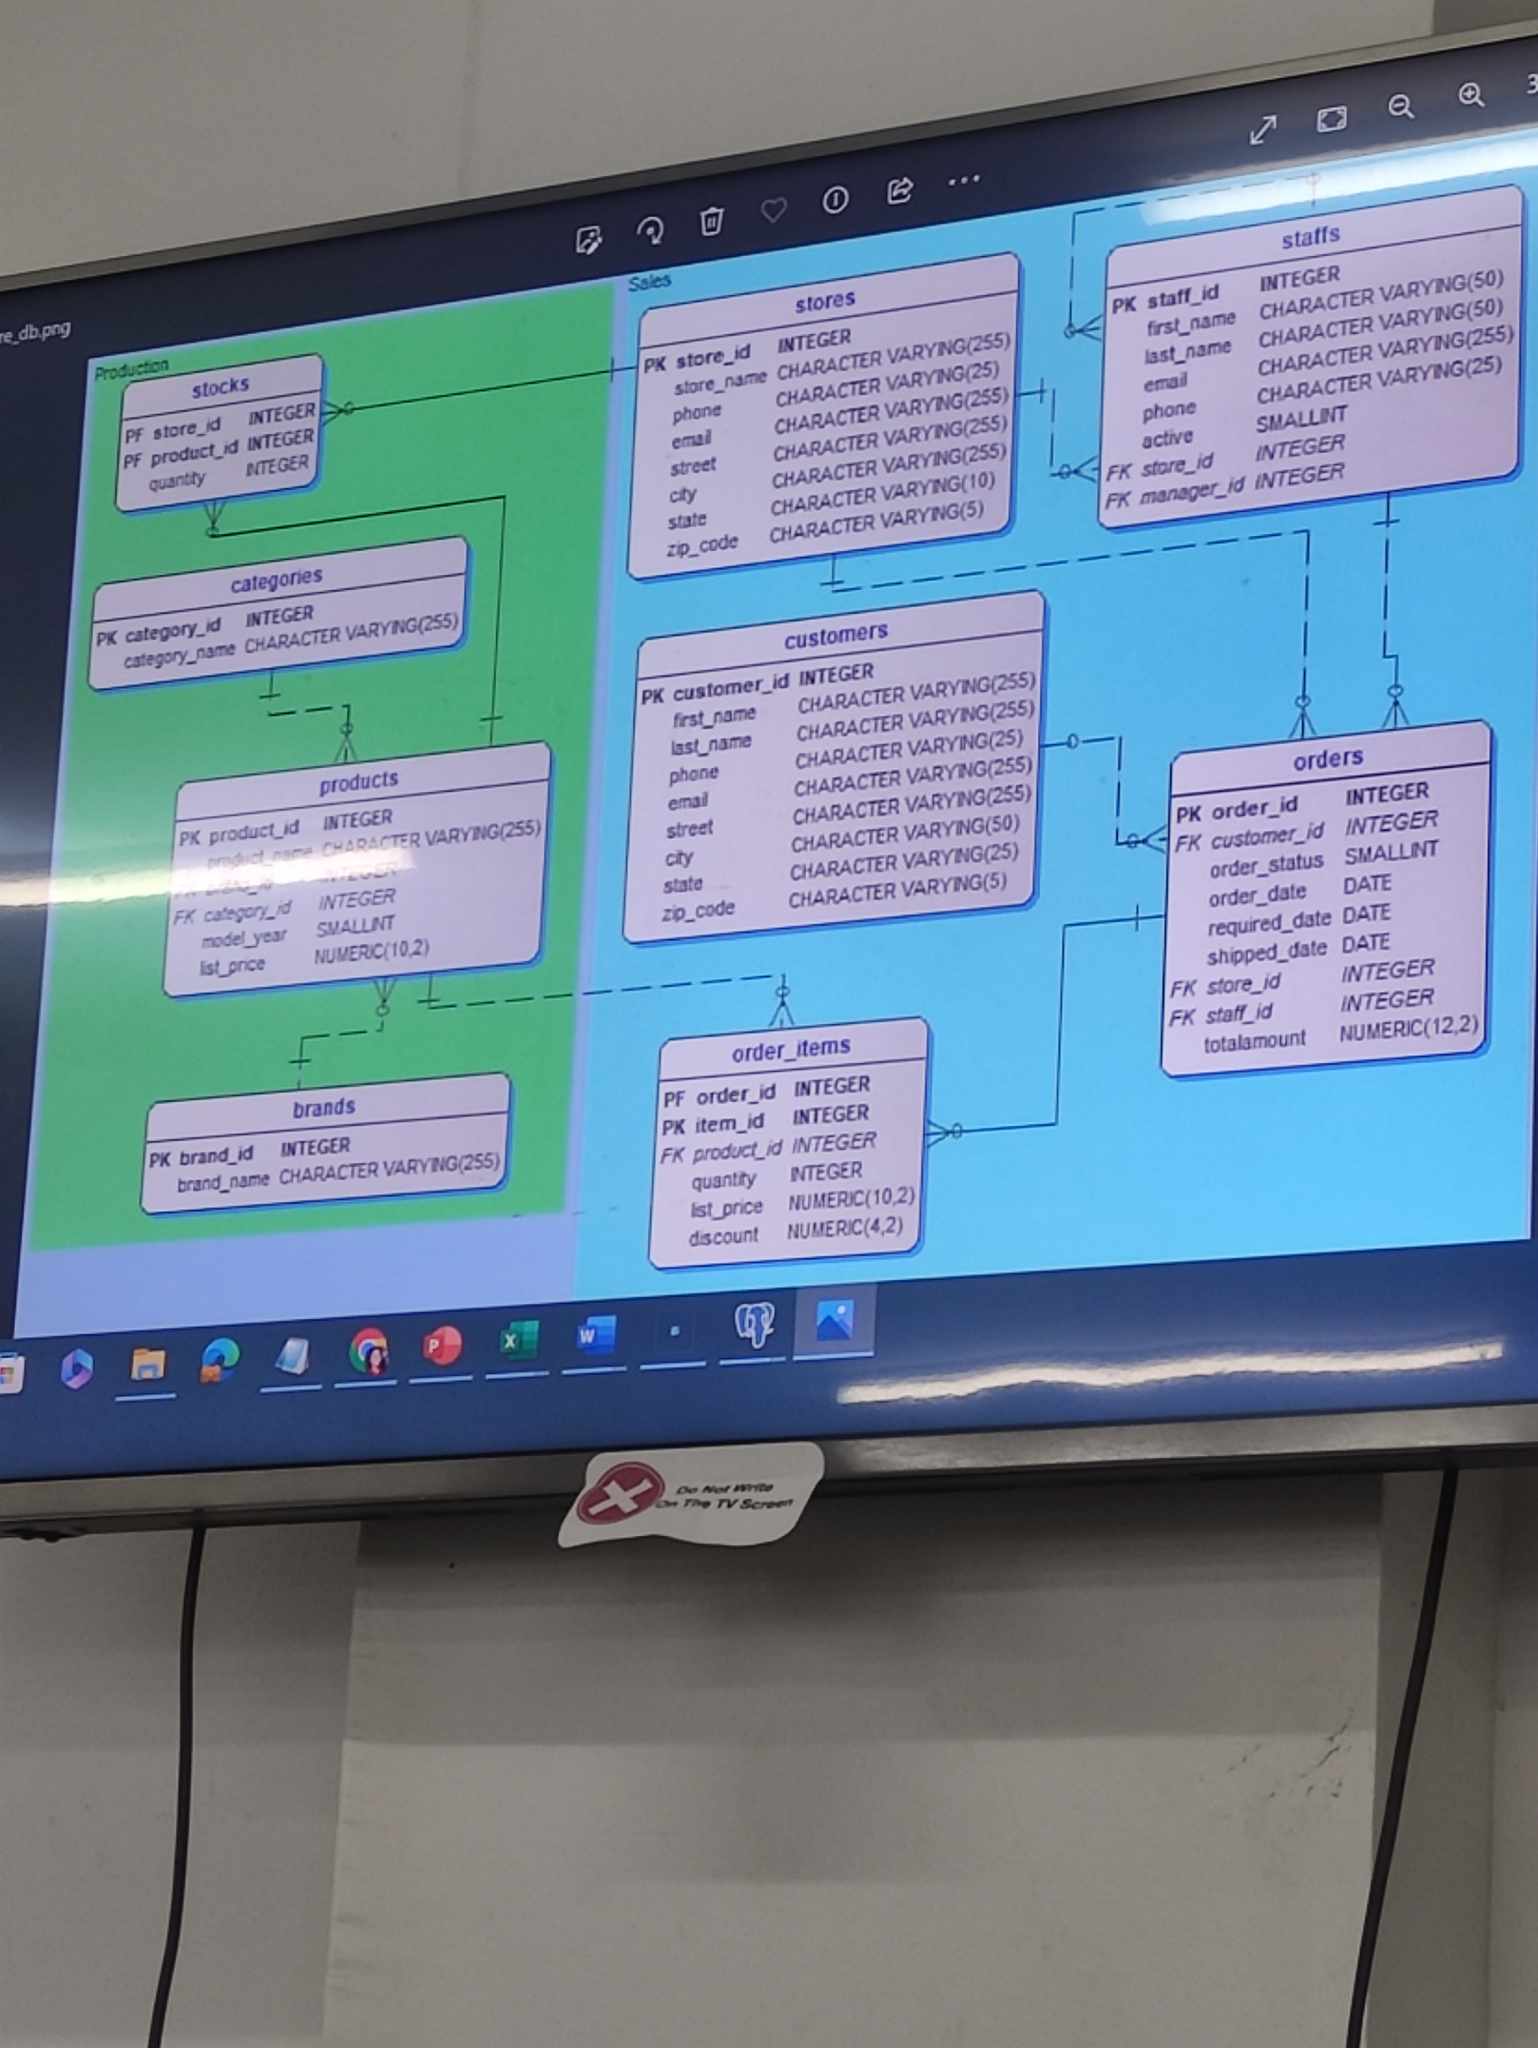 re_db.png
Production
stocks
PF store_id INTEGER
PF product_id INTEGER
quantity INTEGER
categories
PK category_id INTEGER
category_name CHARACTER VARYING(255)
products
PK product_id INTEGER
product_name CHARACTER VARYING(255)
INTEGER
FK category_id INTEGER
model_year SMALLINT
list_price NUMERIC(10,2)
brands
PK brand_id INTEGER
brand_name CHARACTER VARYING(255)
Sales
stores
PK store_id INTEGER
store_name CHARACTER VARYING(255)
phone CHARACTER VARYING(25)
email CHARACTER VARYING(255)
street CHARACTER VARYING(255)
city CHARACTER VARYING(255)
state CHARACTER VARYING(10)
zip_code CHARACTER VARYING(5)
staffs
PK staff_id INTEGER
first_name CHARACTER VARYING(50)
last_name CHARACTER VARYING(50)
email CHARACTER VARYING(255)
phone CHARACTER VARYING(25)
active SMALLINT
FK store_id INTEGER
FK manager_id INTEGER
customers
PK customer_id INTEGER
first_name CHARACTER VARYING(255)
last_name CHARACTER VARYING(255)
phone CHARACTER VARYING(25)
email CHARACTER VARYING(255)
street CHARACTER VARYING(255)
city CHARACTER VARYING(50)
state CHARACTER VARYING(25)
zip_code CHARACTER VARYING(5)
orders
PK order_id INTEGER
FK customer_id INTEGER
order_status SMALLINT
order_date DATE
required_date DATE
shipped_date DATE
FK store_id INTEGER
FK staff_id INTEGER
totalamount NUMERIC(12,2)
order_items
PF order_id INTEGER
PK item_id INTEGER
FK product_id INTEGER
quantity INTEGER
list_price NUMERIC(10,2)
discount NUMERIC(4,2)
Do Not Write
On The TV Screen